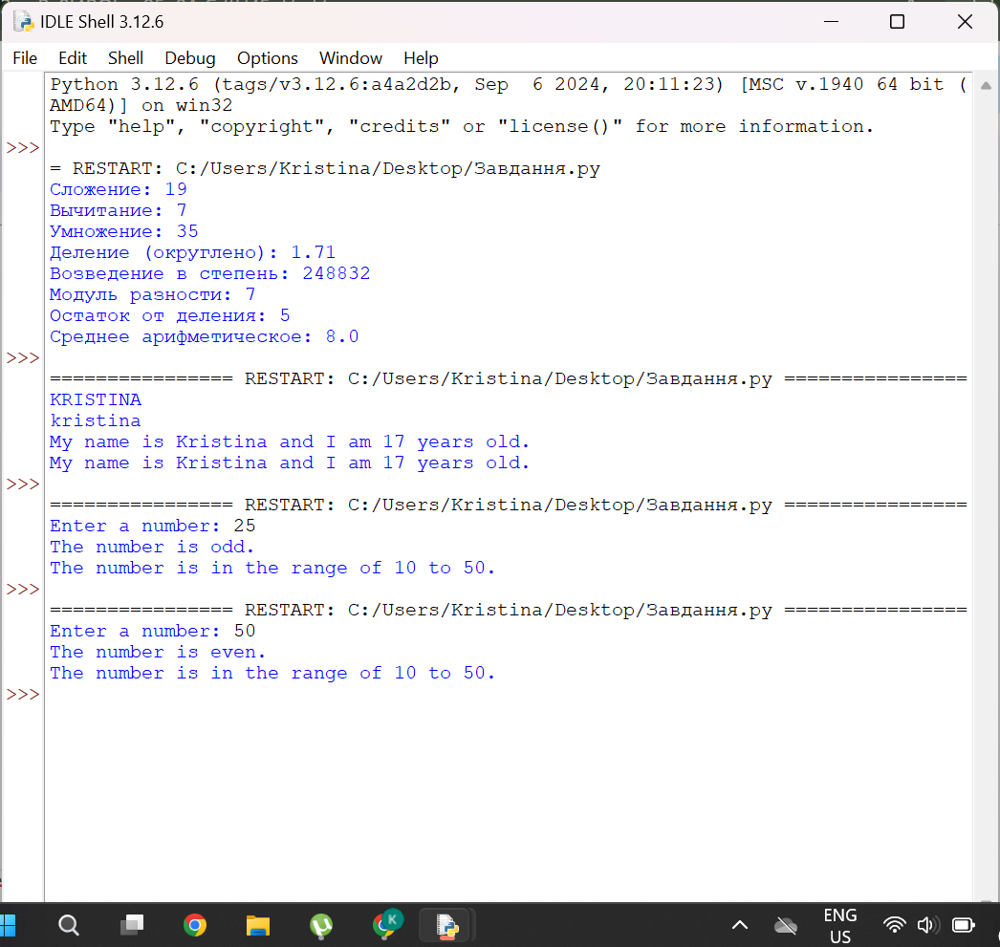 IDLE Shell 3.12.6
File Edit Shell Debug Options Window Help
Python 3.12.6 (tags/v3.12.6:a4a2d2b, Sep  6 2024, 20:11:23) [MSC v.1940 64 bit (
AMD64)] on win32
Type "help", "copyright", "credits" or "license()" for more information.
>>>
= RESTART: C:/Users/Kristina/Desktop/Завдання.py
Сложение: 19
Вычитание: 7
Умножение: 35
Деление (округлено): 1.71
Возведение в степень: 248832
Модуль разности: 7
Остаток от деления: 5
Среднее арифметическое: 8.0
>>>
================ RESTART: C:/Users/Kristina/Desktop/Завдання.py ================
KRISTINA
kristina
My name is Kristina and I am 17 years old.
My name is Kristina and I am 17 years old.
>>>
================ RESTART: C:/Users/Kristina/Desktop/Завдання.py ================
Enter a number: 25
The number is odd.
The number is in the range of 10 to 50.
>>>
================ RESTART: C:/Users/Kristina/Desktop/Завдання.py ================
Enter a number: 50
The number is even.
The number is in the range of 10 to 50.
>>>
K
ENG
US